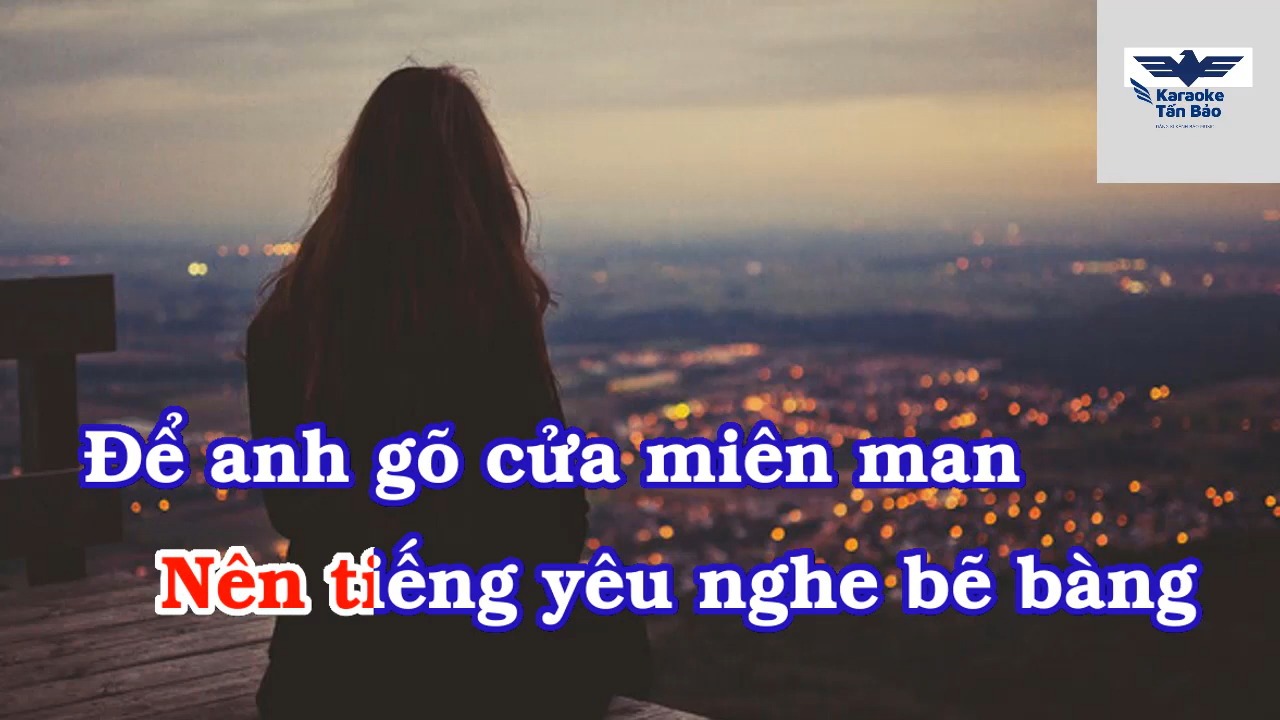 Karaoke
Tấn Bảo
Để anh gõ cửa miên man
Nên tiếng yêu nghe bẽ bàng